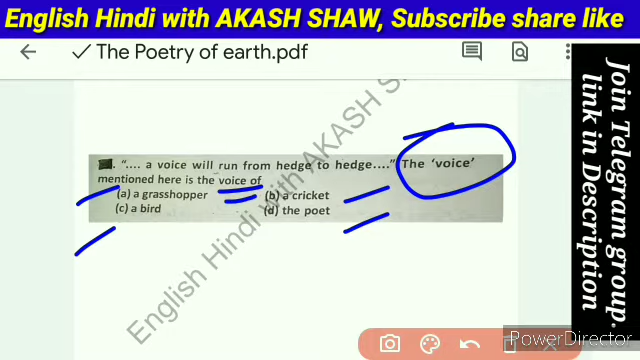 English Hindi with AKASH SHAW, Subscribe share like
The Poetry of earth.pdf
Join Telegram group.
link in Description
. “.... a voice will run from hedge to hedge....” The ‘voice’
mentioned here is the voice of
(a) a grasshopper (b) a cricket
(c) a bird (d) the poet
English Hindi with AKASH S
PowerDirector